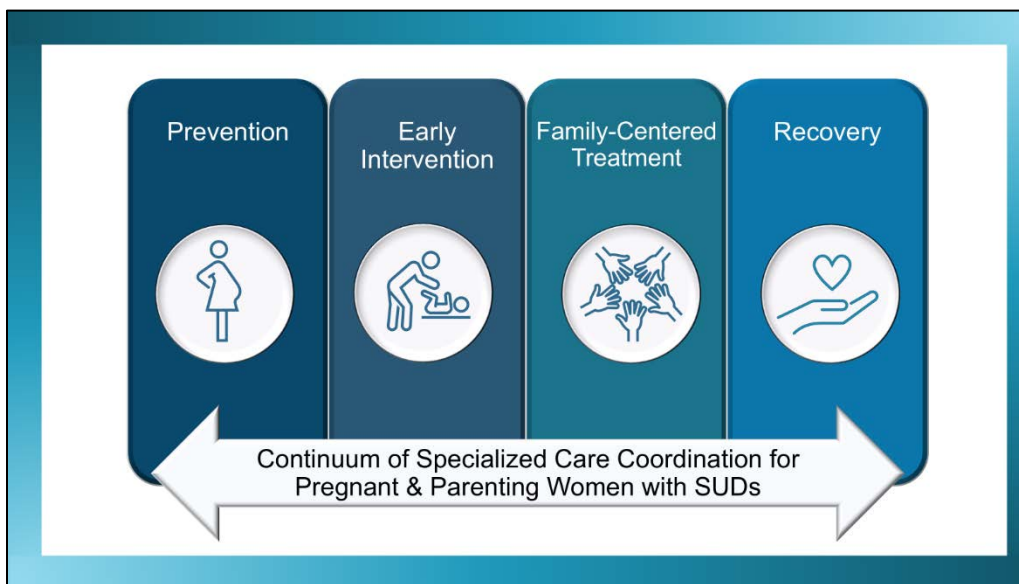 Prevention
Early
Intervention
Family-Centered
Treatment
Recovery
Continuum of Specialized Care Coordination for
Pregnant & Parenting Women with SUDs